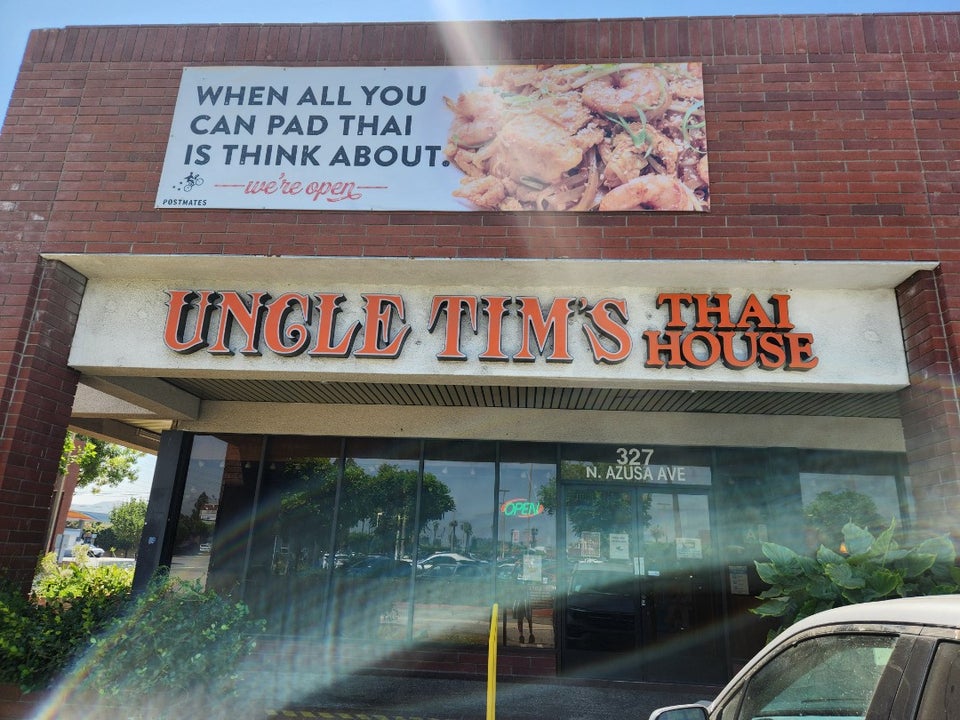 WHEN ALL YOU
CAN PAD THAI
IS THINK ABOUT.
we're open
POSTMATES
UNCLE TIM'S THAI
HOUSE
327
N. AZUSA AVE
OPEN